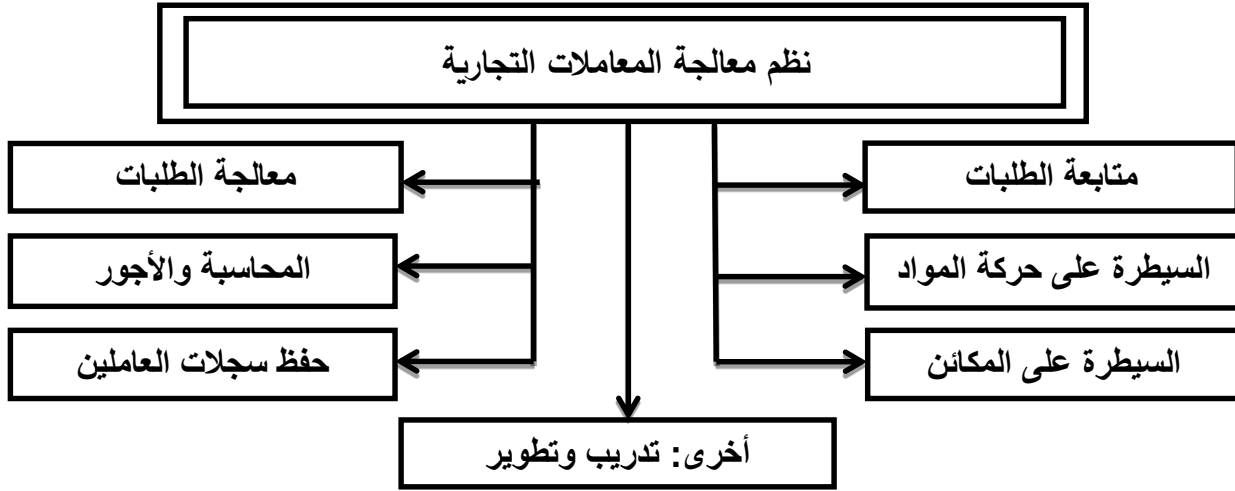 نظم معالجة المعاملات التجارية
متابعة الطلبات
معالجة الطلبات
السيطرة على حركة المواد
المحاسبة والأجور
السيطرة على المكائن
حفظ سجلات العاملين
أخرى: تدريب وتطوير